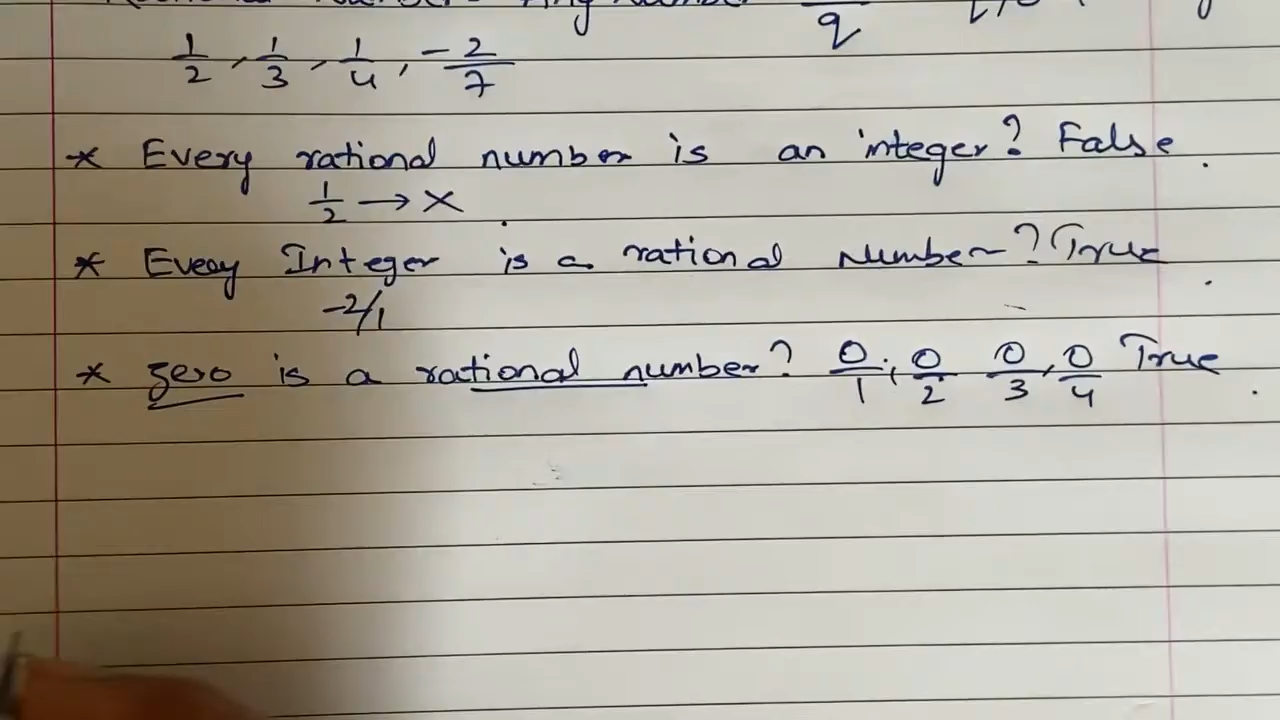 q
1/2, 1/3, 1/4, -2/7
* Every rational number is an integer? False.
1/2 → ×
* Every Integer is a rational Number? True.
-2/1
* zero is a rational number? 0/1, 0/2 0/3, 0/4 True.